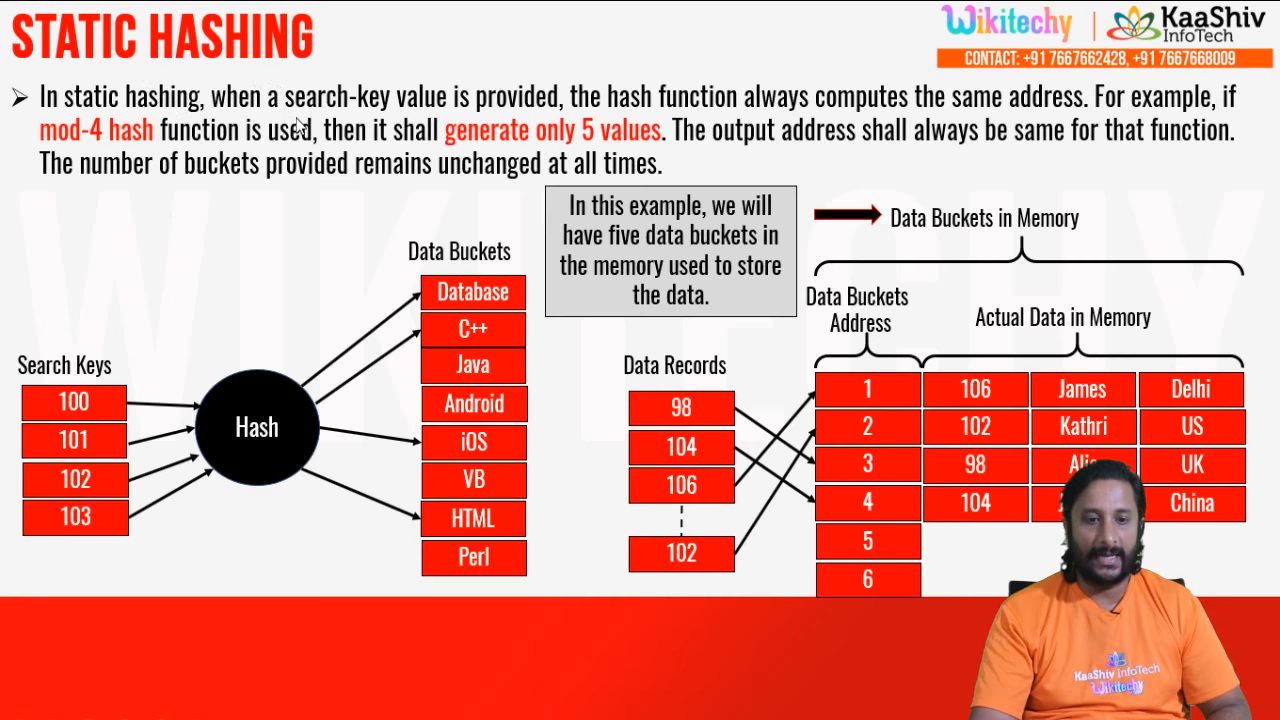 STATIC HASHING
Wikitechy
KaaShiv
InfoTech
CONTACT: +91 7667662428, +91 7667668009
➢ In static hashing, when a search-key value is provided, the hash function always computes the same address. For example, if
mod-4 hash function is used, then it shall generate only 5 values. The output address shall always be same for that function.
The number of buckets provided remains unchanged at all times.
Search Keys
100
101
102
103
Hash
Data Buckets
Database
C++
Java
Android
iOS
VB
HTML
Perl
In this example, we will
have five data buckets in
the memory used to store
the data.
Data Buckets in Memory
Data Buckets
Address
Actual Data in Memory
Data Records
98
104
106
102
1 106 James Delhi
2 102 Kathri US
3 98 UK
4 104 China
5
6
KaaShiv InfoTech
Wikitechy
WIKITECHY